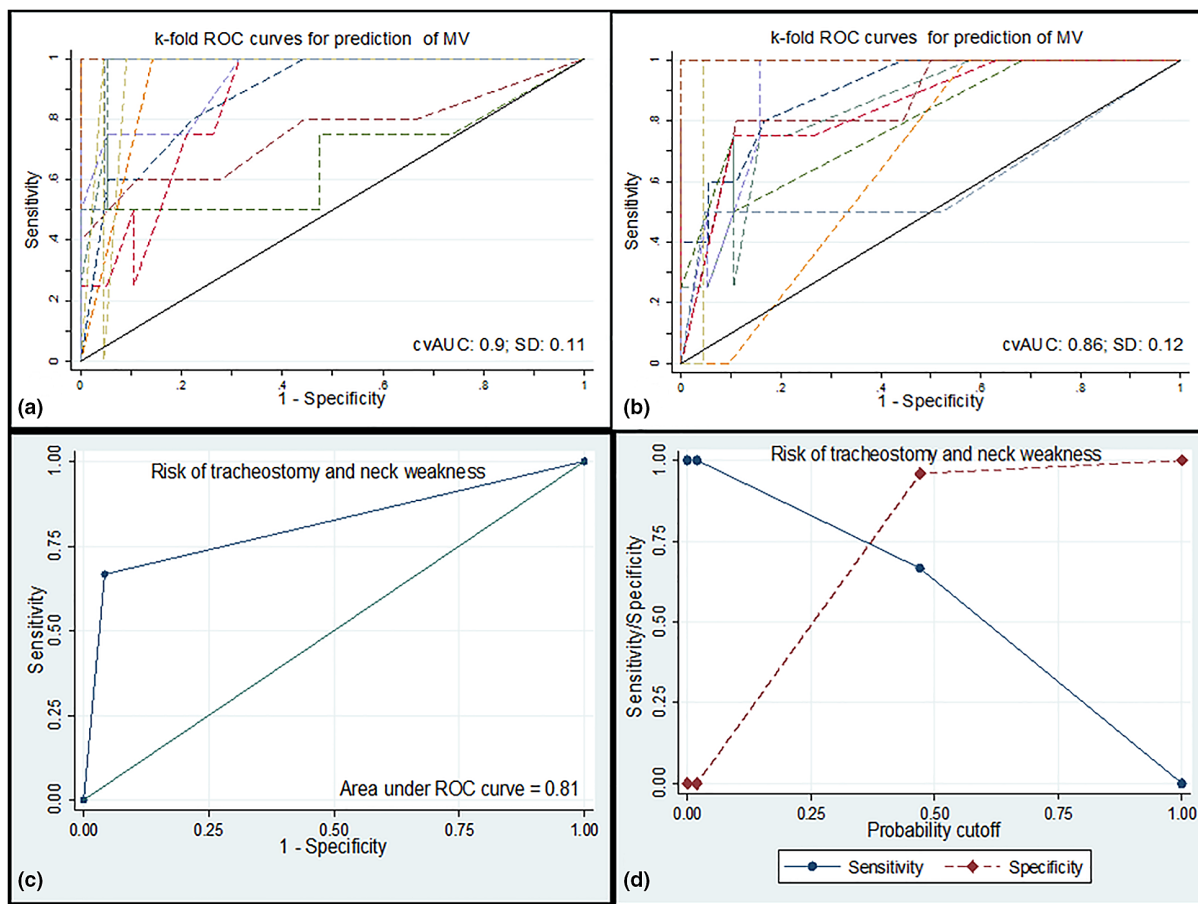 k-fold ROC curves for prediction of MV
Sensitivity
0 .2 .4 .6 .8 1
0 .2 .4 .6 .8 1
1 - Specificity
cvAUC: 0.9; SD: 0.11
(a)
k-fold ROC curves for prediction of MV
Sensitivity
0 .2 .4 .6 .8 1
0 .2 .4 .6 .8 1
1 - Specificity
cvAUC: 0.86; SD: 0.12
(b)
Risk of tracheostomy and neck weakness
Sensitivity
0.00 0.25 0.50 0.75 1.00
0.00 0.25 0.50 0.75 1.00
1 - Specificity
Area under ROC curve = 0.81
(c)
Risk of tracheostomy and neck weakness
Sensitivity/Specificity
0.00 0.25 0.50 0.75 1.00
0.00 0.25 0.50 0.75 1.00
Probability cutoff
Sensitivity Specificity
(d)